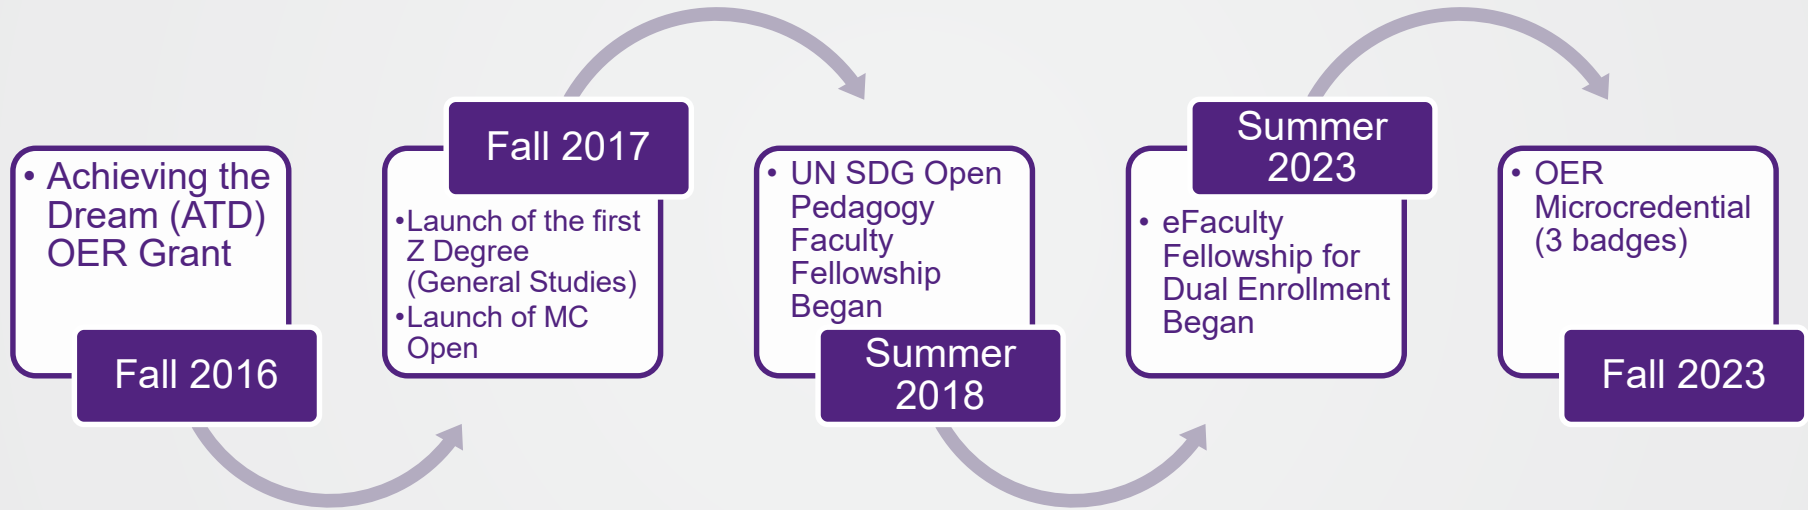 • Achieving the
Dream (ATD)
OER Grant
Fall 2016
Fall 2017
•Launch of the first
Z Degree
(General Studies)
•Launch of MC
Open
• UN SDG Open
Pedagogy
Faculty
Fellowship
Began
Summer
2018
Summer
2023
• eFaculty
Fellowship for
Dual Enrollment
Began
• OER
Microcredential
(3 badges)
Fall 2023